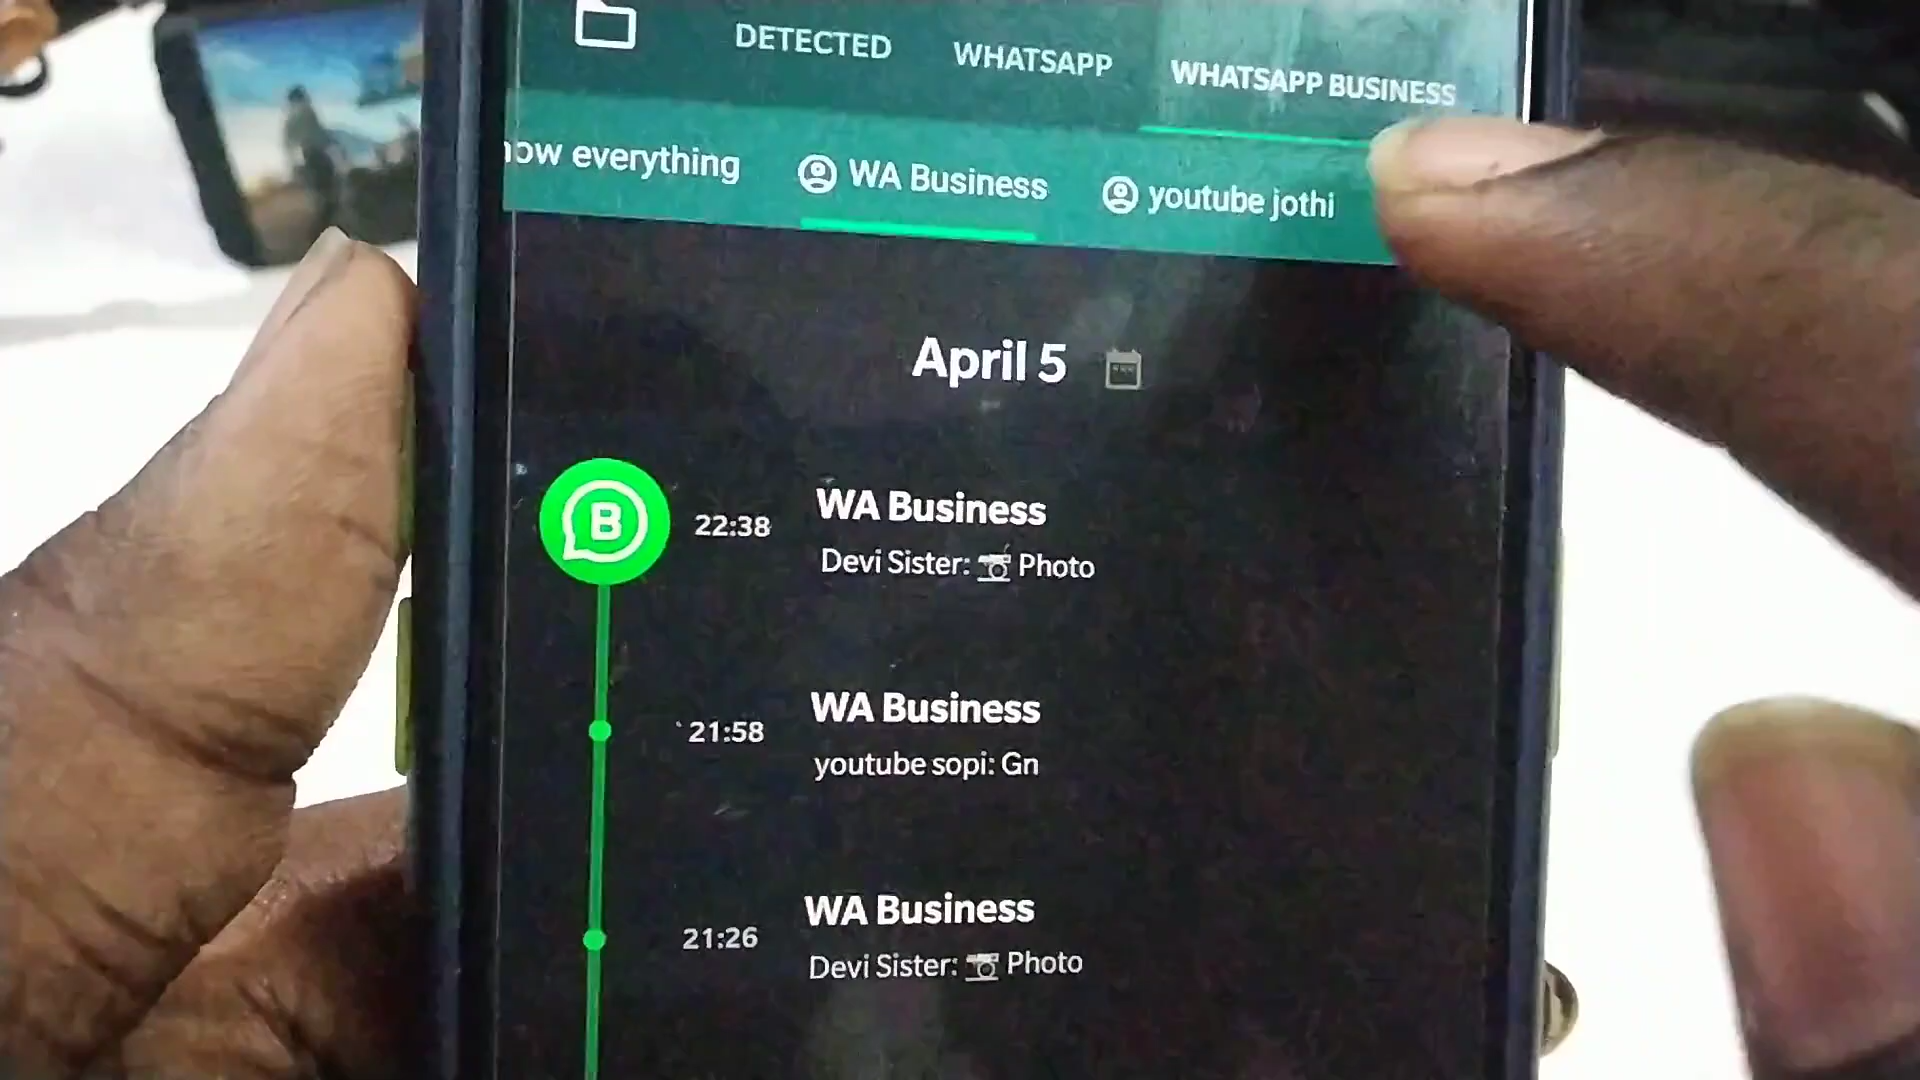 DETECTED WHATSAPP WHATSAPP BUSINESS
everything WA Business youtube jothi
April 5
B 22:38 WA Business
Devi Sister: Photo
21:58 WA Business
youtube sopi: Gn
21:26 WA Business
Devi Sister: Photo